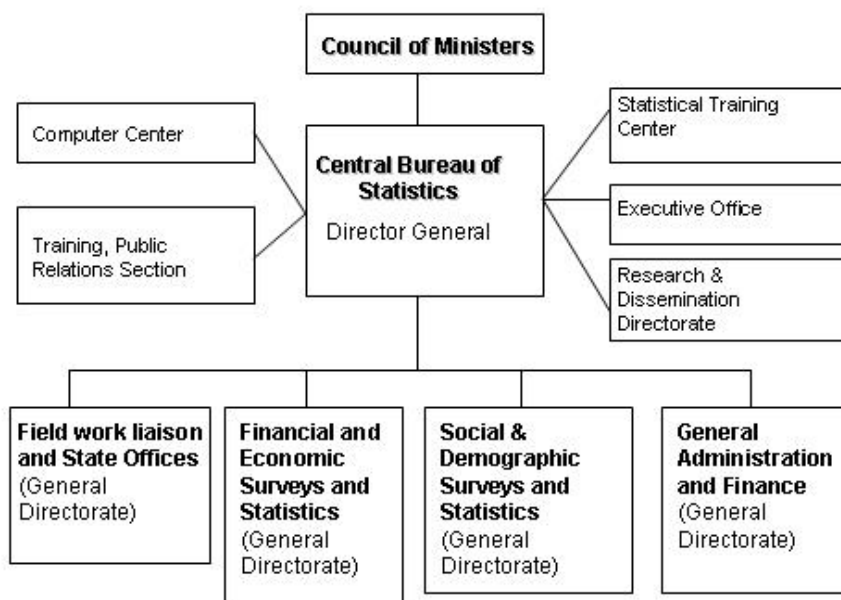 Council of Ministers
Computer Center
Training, Public
Relations Section
Central Bureau of
Statistics
Director General
Statistical Training
Center
Executive Office
Research &
Dissemination
Directorate
Field work liaison
and State Offices
(General
Directorate)
Financial and
Economic
Surveys and
Statistics
(General
Directorate)
Social &
Demographic
Surveys and
Statistics
(General
Directorate)
General
Administration
and Finance
(General
Directorate)